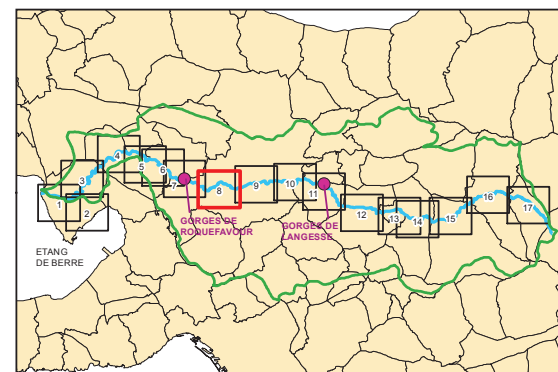 1
2
3
4
5
6
7
8
9
10
11
12
13
14
15
16
17
GORGES DE
ROQUEFAVOUR
GORGES DE
LANGESSE
ETANG
DE BERRE